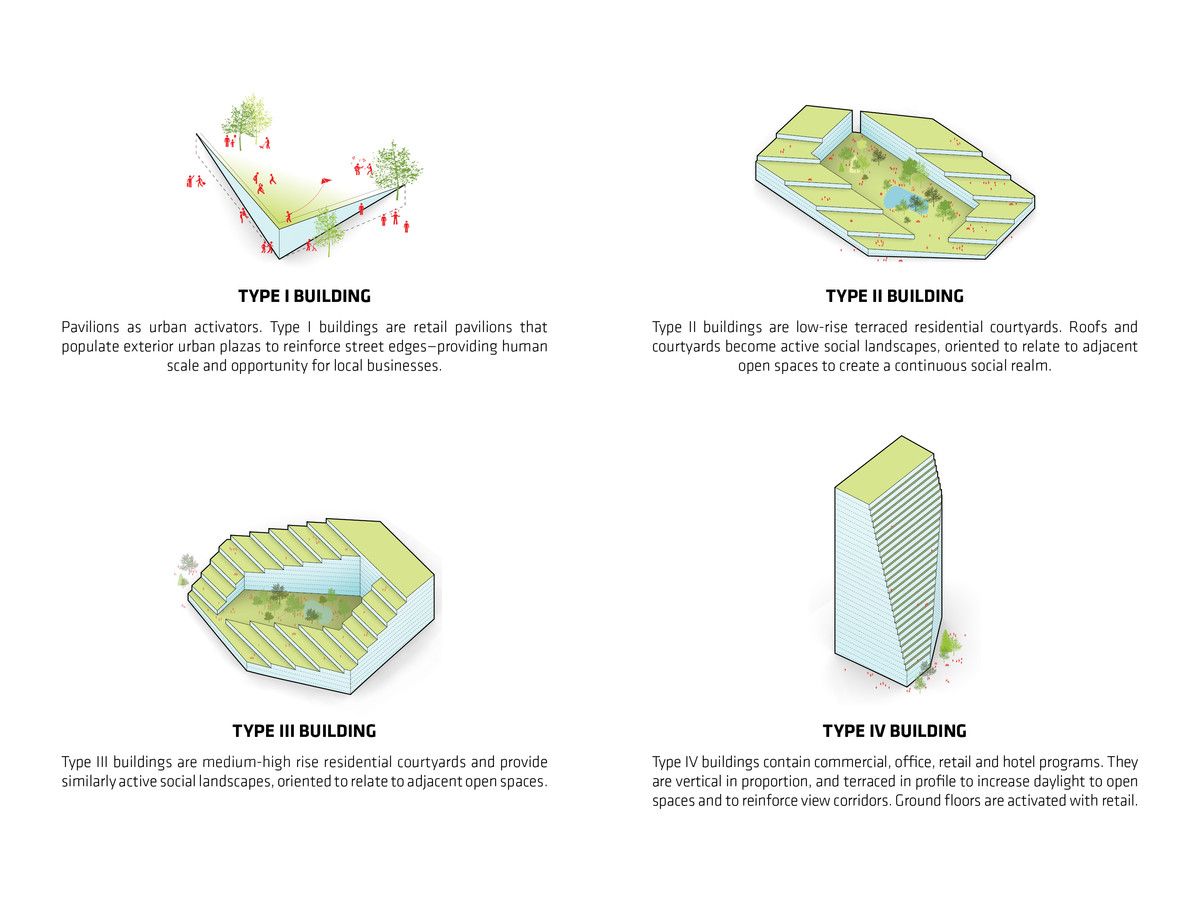 TYPE I BUILDING
Pavilions as urban activators. Type I buildings are retail pavilions that
populate exterior urban plazas to reinforce street edges—providing human
scale and opportunity for local businesses.
TYPE II BUILDING
Type II buildings are low-rise terraced residential courtyards. Roofs and
courtyards become active social landscapes, oriented to relate to adjacent
open spaces to create a continuous social realm.
TYPE III BUILDING
Type III buildings are medium-high rise residential courtyards and provide
similarly active social landscapes, oriented to relate to adjacent open spaces.
TYPE IV BUILDING
Type IV buildings contain commercial, office, retail and hotel programs. They
are vertical in proportion, and terraced in profile to increase daylight to open
spaces and to reinforce view corridors. Ground floors are activated with retail.